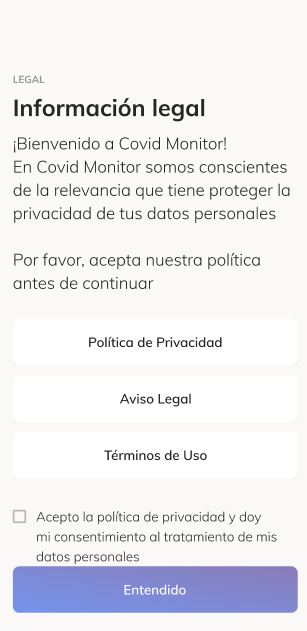 LEGAL
Información legal
¡Bienvenido a Covid Monitor!
En Covid Monitor somos conscientes
de la relevancia que tiene proteger la
privacidad de tus datos personales
Por favor, acepta nuestra política
antes de continuar
Política de Privacidad
Aviso Legal
Términos de Uso
Acepto la política de privacidad y doy
mi consentimiento al tratamiento de mis
datos personales
Entendido